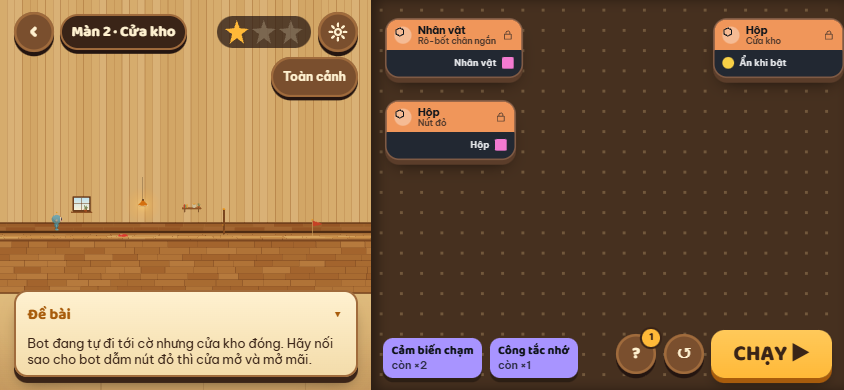 Màn 2 · Cửa kho
Toàn cảnh
Đề bài
Bot đang tự đi tới cờ nhưng cửa kho đóng. Hãy nối
sao cho bot dẫm nút đỏ thì cửa mở và mở mãi.
Nhân vật
Rô-bốt chân ngắn
Nhân vật
Hộp
Cửa kho
Ẩn khi bật
Hộp
Nút đỏ
Hộp
Cảm biến chạm
còn ×2
Công tắc nhớ
còn ×1
?
1
CHẠY